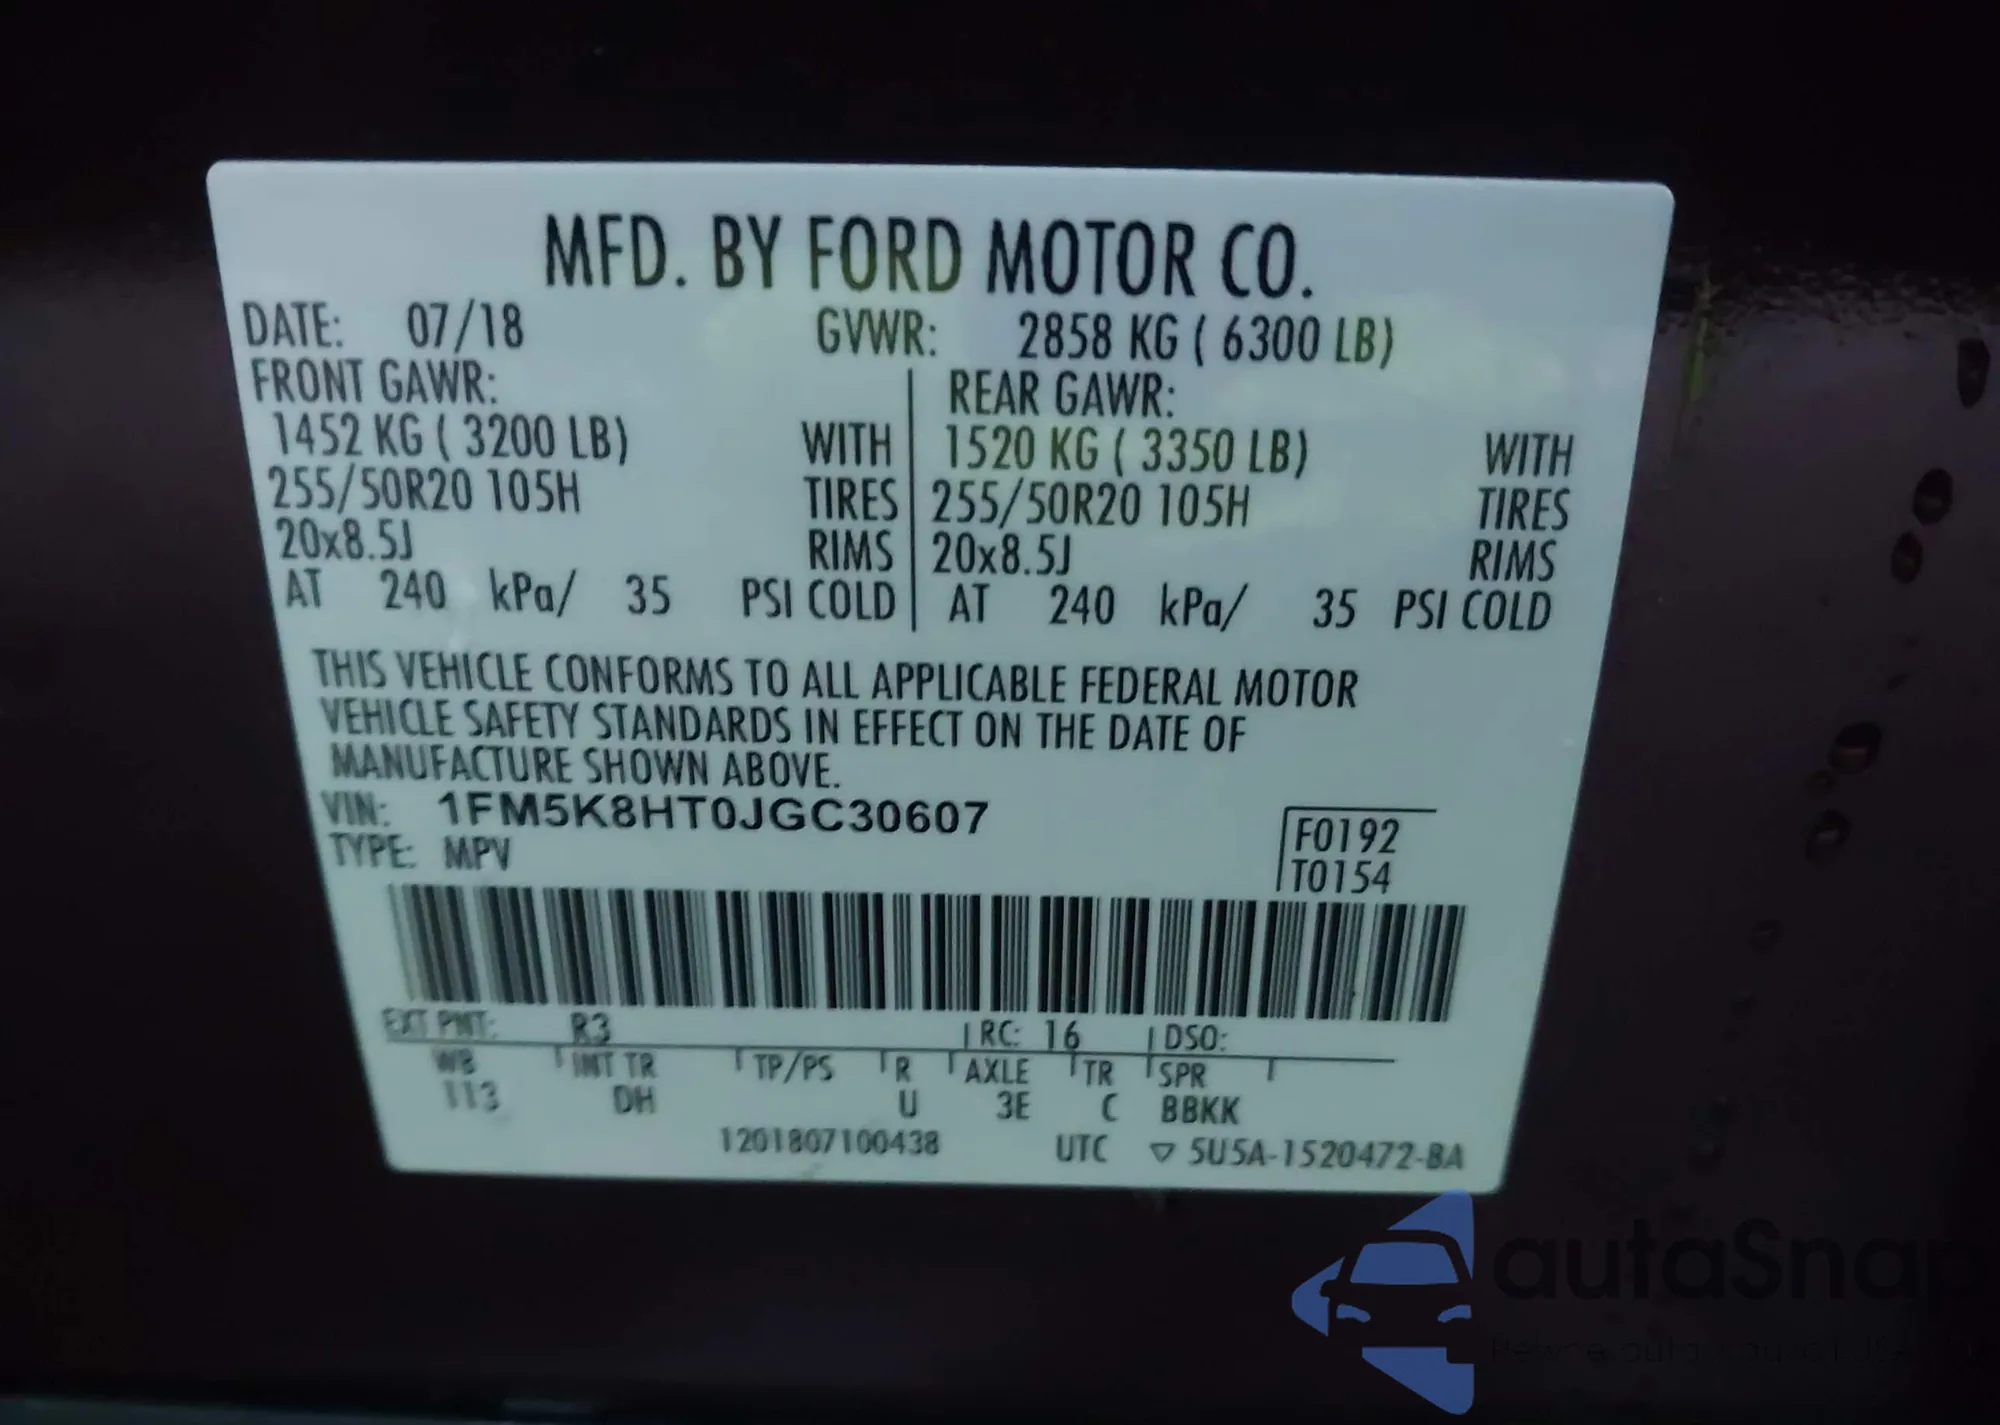 MFD. BY FORD MOTOR CO.
DATE: 07/18 GVWR: 2858 KG ( 6300 LB)
FRONT GAWR: REAR GAWR:
1452 KG ( 3200 LB) WITH 1520 KG ( 3350 LB) WITH
255/50R20 105H TIRES 255/50R20 105H TIRES
20x8.5J RIMS 20x8.5J RIMS
AT 240 kPa/ 35 PSI COLD AT 240 kPa/ 35 PSI COLD
THIS VEHICLE CONFORMS TO ALL APPLICABLE FEDERAL MOTOR
VEHICLE SAFETY STANDARDS IN EFFECT ON THE DATE OF
MANUFACTURE SHOWN ABOVE.
VIN: 1FM5K8HT0JGC30607
F0192
TYPE: MPV
T0154
EXT PNT: R3 RC: 16 DSO:
WB INT TR TP/PS R AXLE TR SPR
113 DH U 3E C BBKK
1201807100438 UTC ▽ 5U5A-1520472-BA
autaSnap